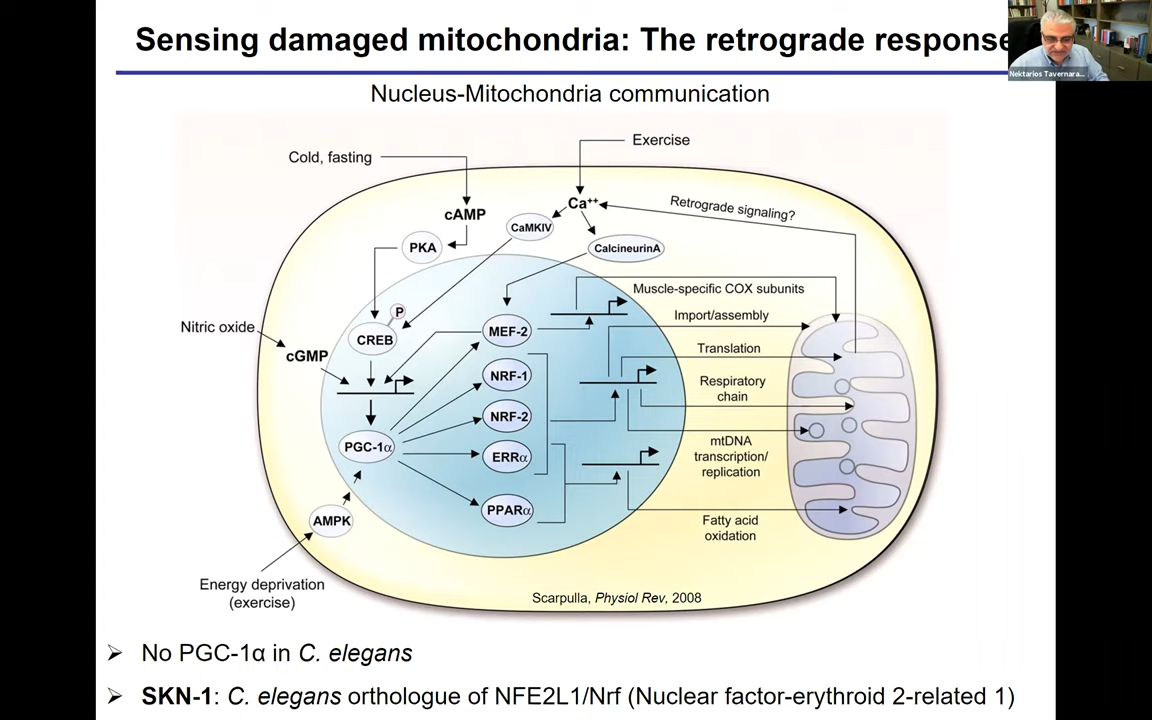 Sensing damaged mitochondria: The retrograde response
Nektarios Tavernara...
Nucleus-Mitochondria communication
Exercise
Cold, fasting
Ca++
Retrograde signaling?
cAMP
CaMKIV
PKA
CalcineurinA
Muscle-specific COX subunits
P
Import/assembly
Nitric oxide
CREB
MEF-2
cGMP
Translation
NRF-1
Respiratory
chain
NRF-2
PGC-1α
ERRα
mtDNA
transcription/
replication
PPARα
AMPK
Fatty acid
oxidation
Energy deprivation
(exercise)
Scarpulla, Physiol Rev, 2008
➢ No PGC-1α in C. elegans
➢ SKN-1: C. elegans orthologue of NFE2L1/Nrf (Nuclear factor-erythroid 2-related 1)